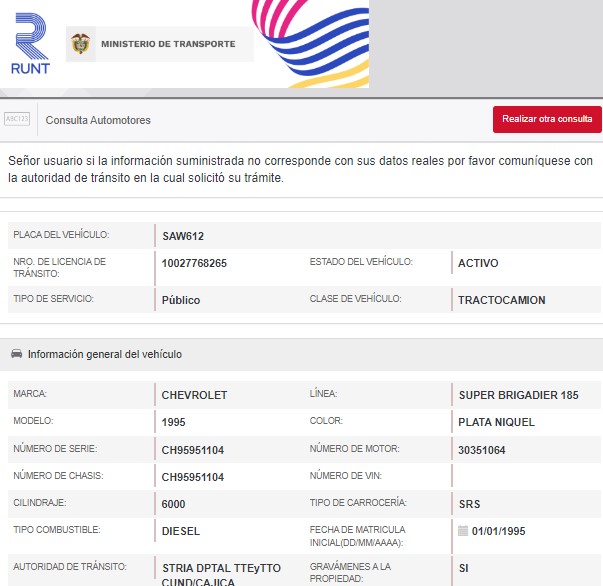 RUNT
MINISTERIO DE TRANSPORTE
ABC123
Consulta Automotores
Realizar otra consulta
Señor usuario si la información suministrada no corresponde con sus datos reales por favor comuníquese con
la autoridad de tránsito en la cual solicitó su trámite.
PLACA DEL VEHÍCULO: SAW612
NRO. DE LICENCIA DE TRÁNSITO: 10027768265 ESTADO DEL VEHÍCULO: ACTIVO
TIPO DE SERVICIO: Público CLASE DE VEHÍCULO: TRACTOCAMION
Información general del vehículo
MARCA: CHEVROLET LÍNEA: SUPER BRIGADIER 185
MODELO: 1995 COLOR: PLATA NIQUEL
NÚMERO DE SERIE: CH95951104 NÚMERO DE MOTOR: 30351064
NÚMERO DE CHASIS: CH95951104 NÚMERO DE VIN:
CILINDRAJE: 6000 TIPO DE CARROCERÍA: SRS
TIPO COMBUSTIBLE: DIESEL FECHA DE MATRICULA INICIAL(DD/MM/AAAA): 01/01/1995
AUTORIDAD DE TRÁNSITO: STRIA DPTAL TTEyTTO CUND/CAJICA GRAVÁMENES A LA PROPIEDAD: SI